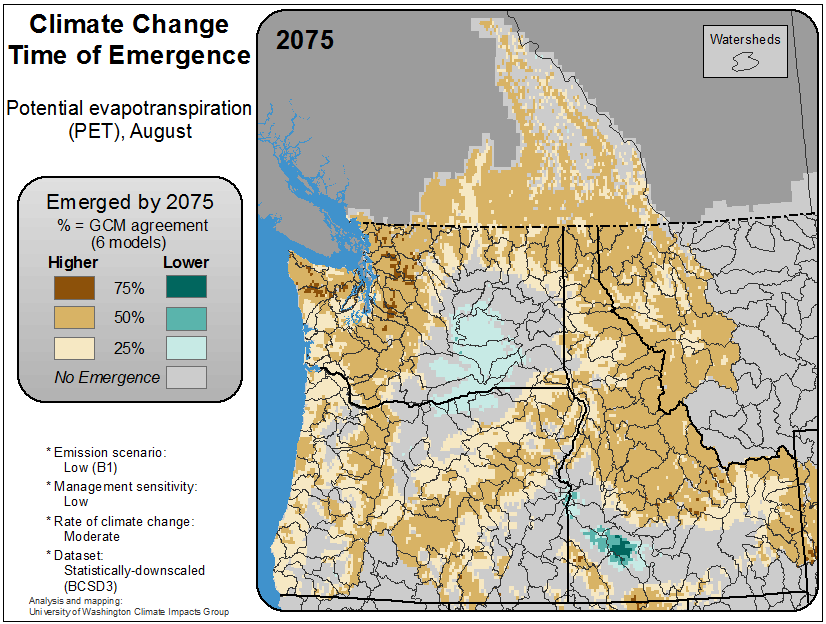 Climate Change
Time of Emergence
Potential evapotranspiration
(PET), August
Emerged by 2075
% = GCM agreement
(6 models)
Higher Lower
75%
50%
25%
No Emergence
* Emission scenario:
Low (B1)
* Management sensitivity:
Low
* Rate of climate change:
Moderate
* Dataset:
Statistically-downscaled
(BCSD3)
Analysis and mapping:
University of Washington Climate Impacts Group
2075
Watersheds